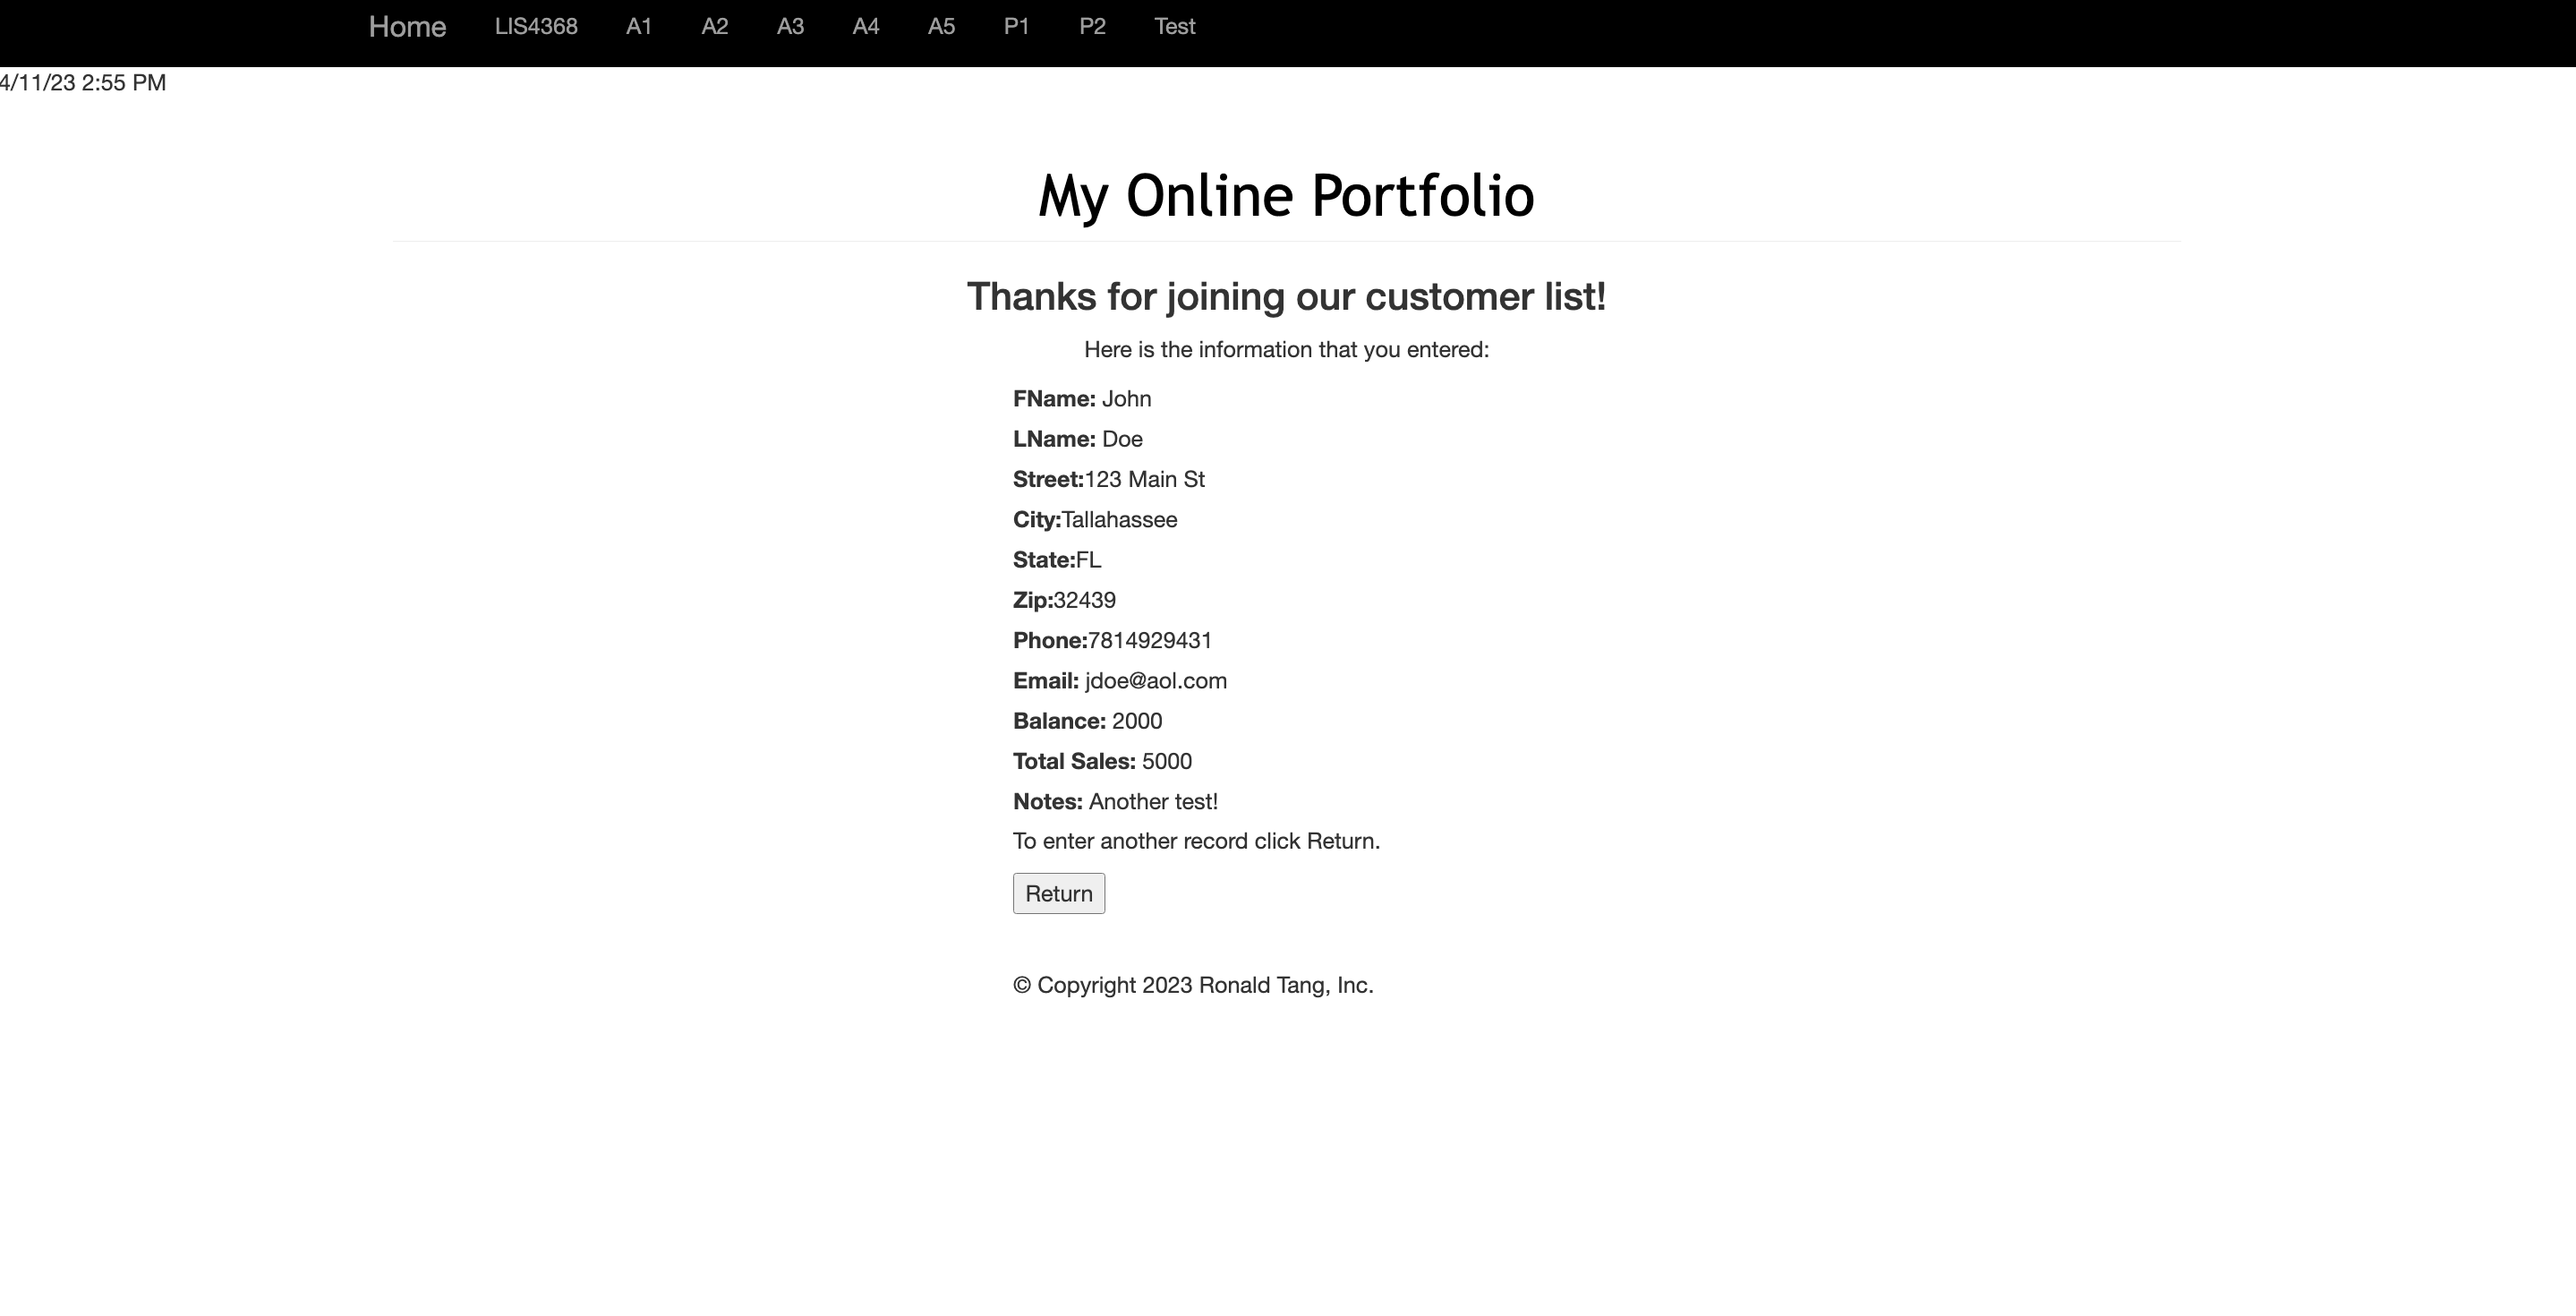 Home LIS4368 A1 A2 A3 A4 A5 P1 P2 Test
4/11/23 2:55 PM
My Online Portfolio
Thanks for joining our customer list!
Here is the information that you entered:
FName: John
LName: Doe
Street:123 Main St
City:Tallahassee
State:FL
Zip:32439
Phone:7814929431
Email: jdoe@aol.com
Balance: 2000
Total Sales: 5000
Notes: Another test!
To enter another record click Return.
Return
© Copyright 2023 Ronald Tang, Inc.